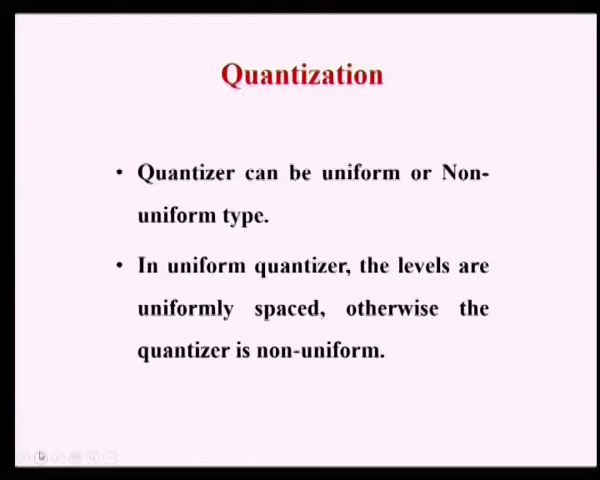 Quantization
• Quantizer can be uniform or Non-
uniform type.
• In uniform quantizer, the levels are
uniformly spaced, otherwise the
quantizer is non-uniform.